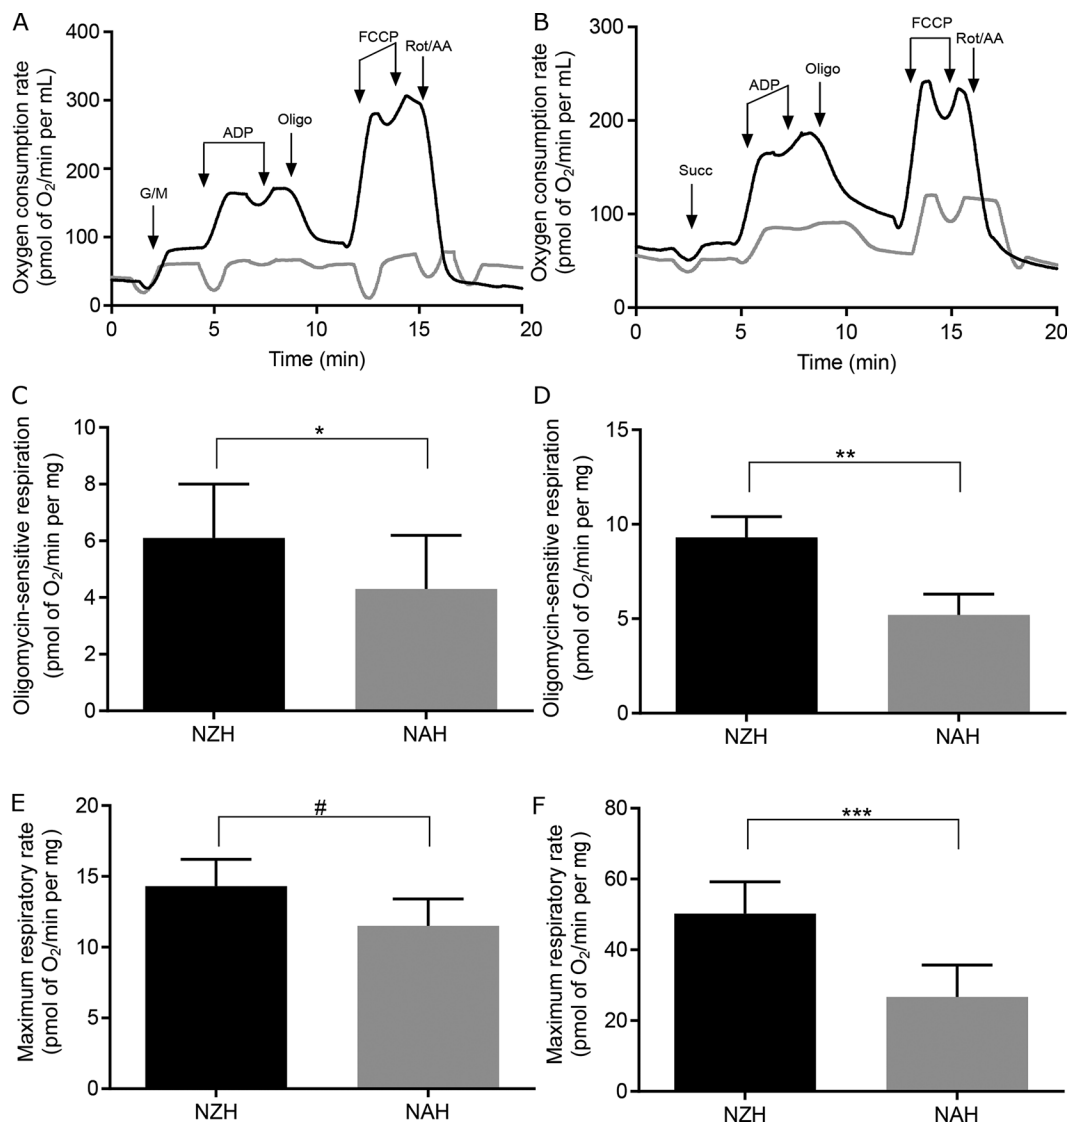 A
Oxygen consumption rate
(pmol of O₂/min per mL)
400
300
200
100
0
G/M
ADP
Oligo
FCCP
Rot/AA
0 5 10 15 20
Time (min)
B
Oxygen consumption rate
(pmol of O₂/min per mL)
300
200
100
0
Succ
ADP
Oligo
FCCP
Rot/AA
0 5 10 15 20
Time (min)
C
Oligomycin-sensitive respiration
(pmol of O₂/min per mg)
10
8
6
4
2
0
*
NZH NAH
D
Oligomycin-sensitive respiration
(pmol of O₂/min per mg)
15
10
5
0
**
NZH NAH
E
Maximum respiratory rate
(pmol of O₂/min per mg)
20
15
10
5
0
#
NZH NAH
F
Maximum respiratory rate
(pmol of O₂/min per mg)
80
60
40
20
0
***
NZH NAH